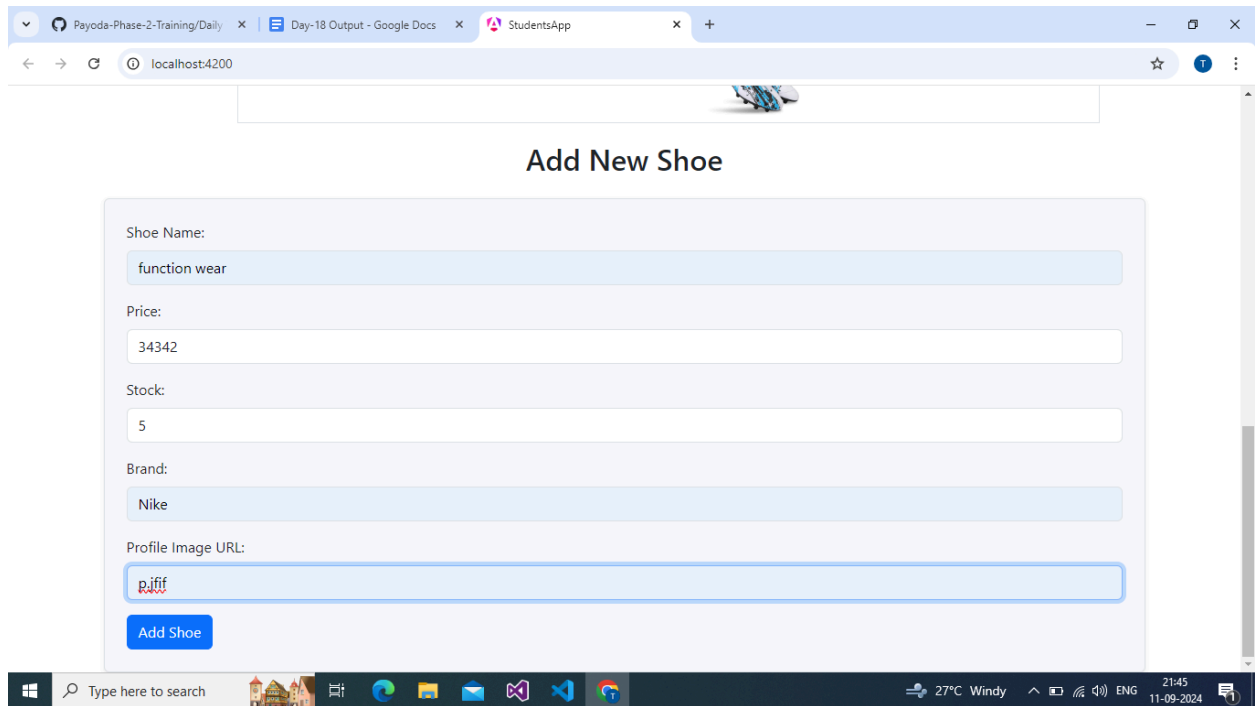 Payoda-Phase-2-Training/Daily
Day-18 Output - Google Docs
StudentsApp
localhost:4200
T
Add New Shoe
Shoe Name:
function wear
Price:
34342
Stock:
5
Brand:
Nike
Profile Image URL:
p.jfif
Add Shoe
Type here to search
27°C Windy
ENG
21:45
11-09-2024
1